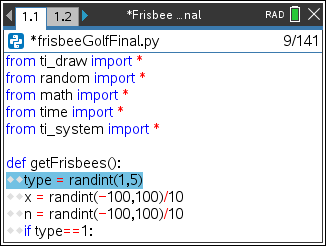 1.1 1.2 *Frisbee …nal RAD
*frisbeeGolfFinal.py 9/141
from ti_draw import *
from random import *
from math import *
from time import *
from ti_system import *
def getFrisbees():
type = randint(1,5)
x = randint(−100,100)/10
n = randint(−100,100)/10
if type==1: